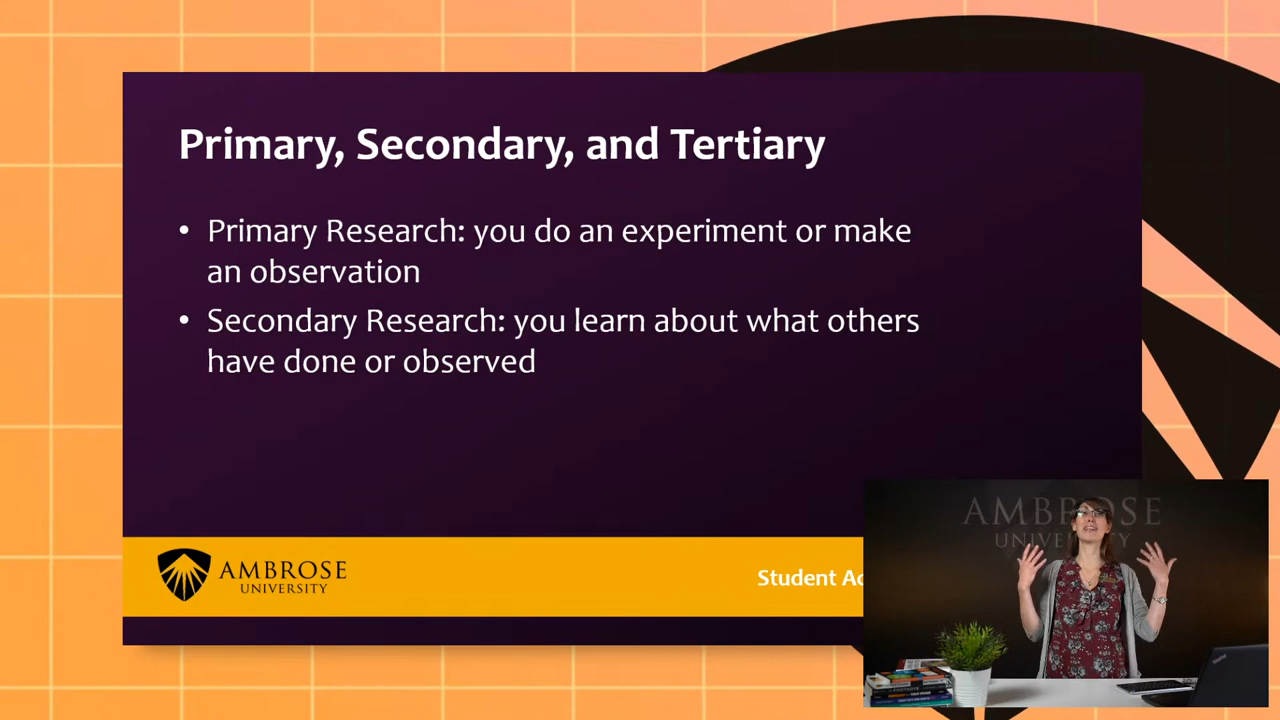 Primary, Secondary, and Tertiary
• Primary Research: you do an experiment or make
an observation
• Secondary Research: you learn about what others
have done or observed
AMBROSE
UNIVERSITY
Student
AMBROSE
UNIVERSITY